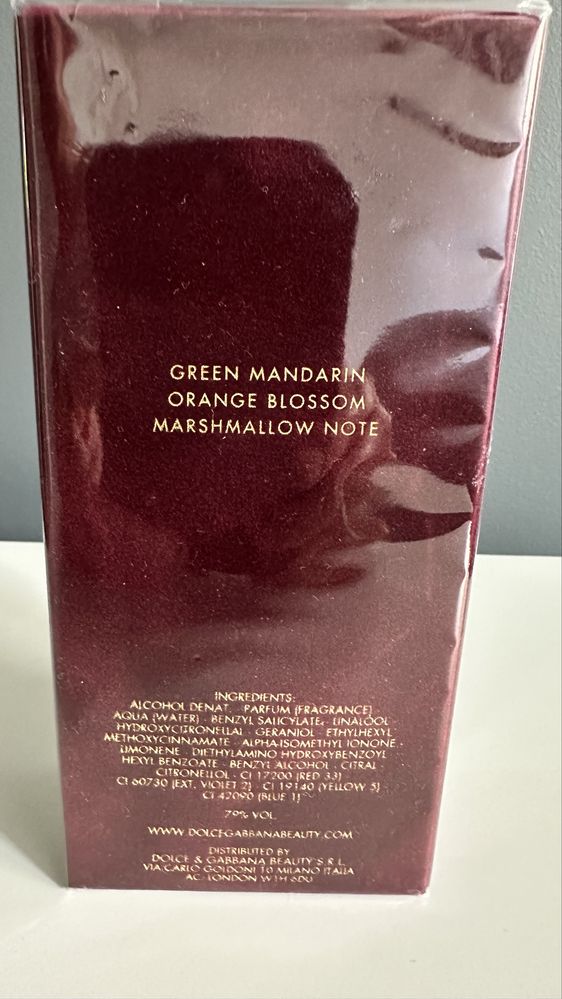 GREEN MANDARIN
ORANGE BLOSSOM
MARSHMALLOW NOTE
INGREDIENTS:
ALCOHOL DENAT. · PARFUM (FRAGRANCE)
AQUA (WATER) · BENZYL SALICYLATE · LINALOOL ·
HYDROXYCITRONELLAL · GERANIOL · ETHYLHEXYL
METHOXYCINNAMATE · ALPHA-ISOMETHYL IONONE ·
LIMONENE · DIETHYLAMINO HYDROXYBENZOYL
HEXYL BENZOATE · BENZYL ALCOHOL · CITRAL ·
CITRONELLOL · CI 17200 (RED 33)
CI 60730 (EXT. VIOLET 2) · CI 19140 (YELLOW 5)
CI 42090 (BLUE 1)
79% VOL.
WWW.DOLCEGABBANABEAUTY.COM
DISTRIBUTED BY
DOLCE & GABBANA BEAUTY S.R.L.
VIA CARLO GOLDONI 10 MILANO ITALIA
AC: LONDON W1H 6DU